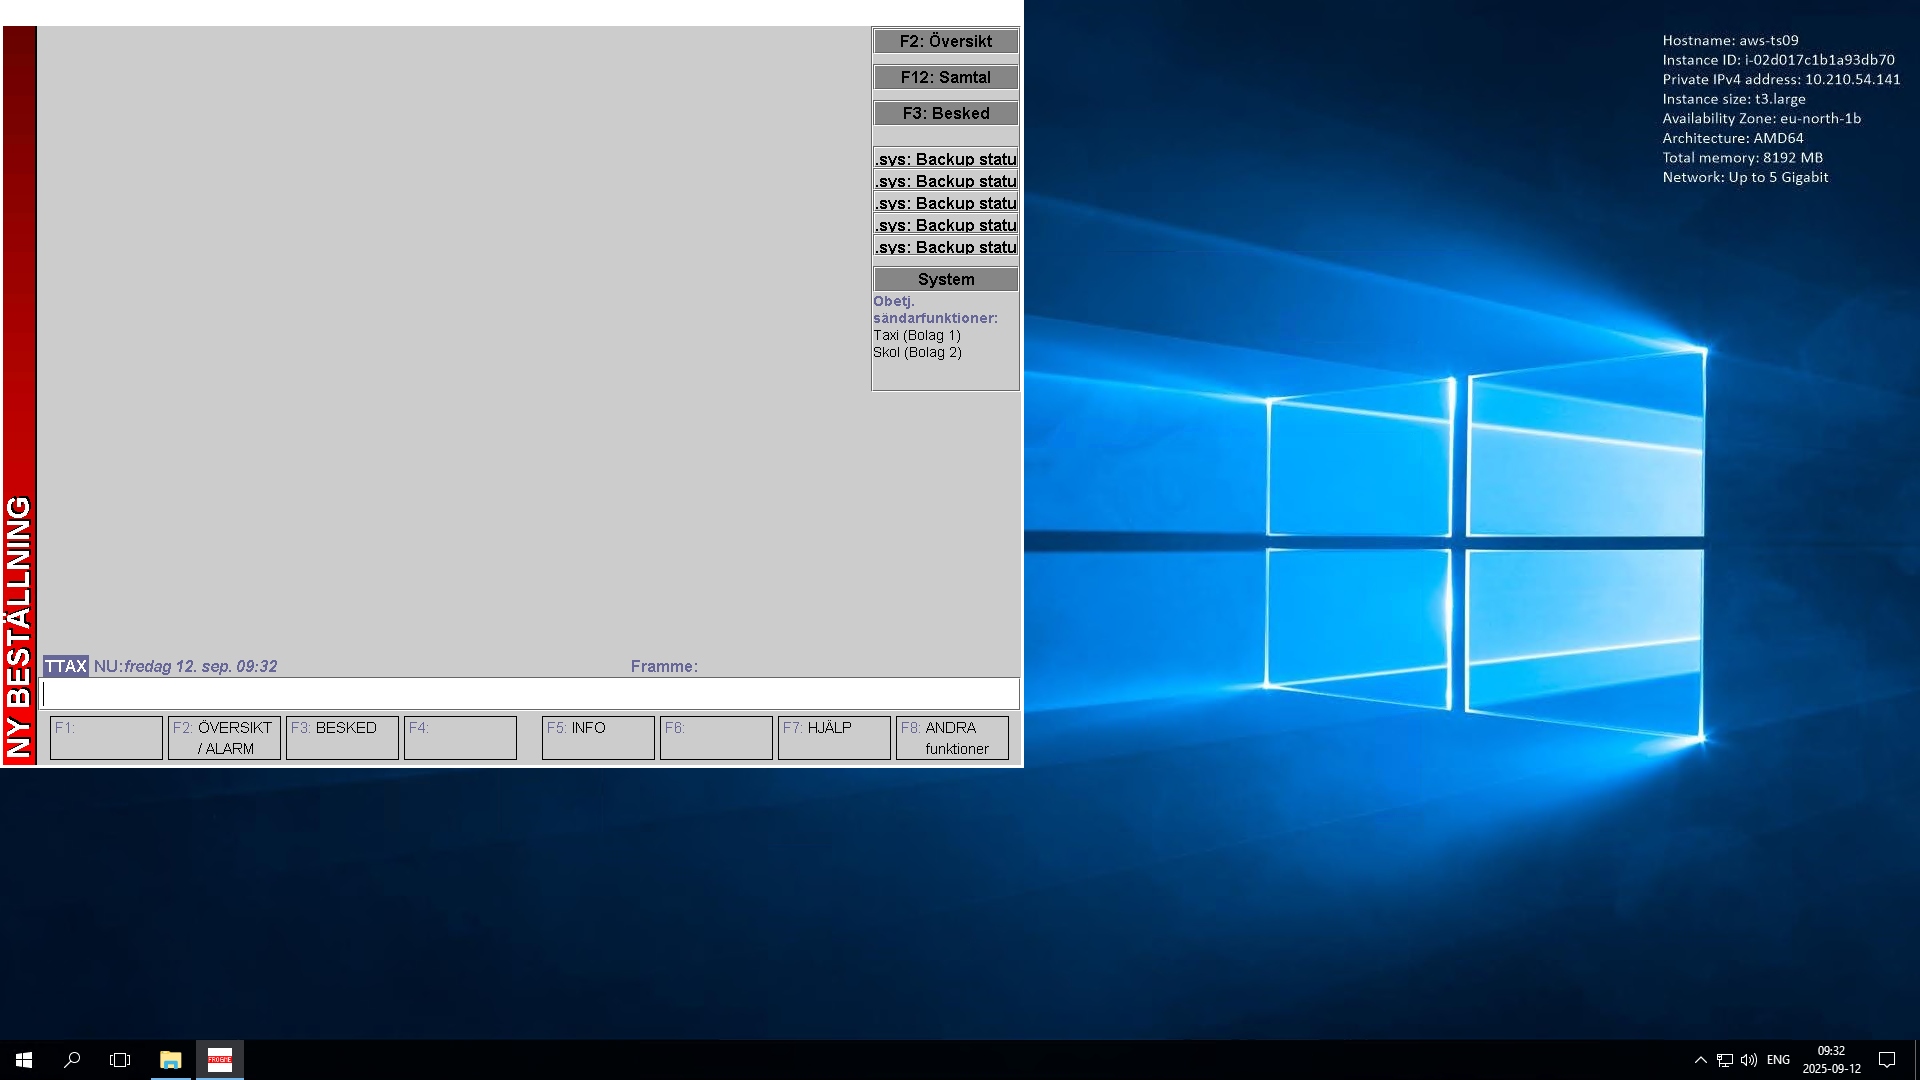 F2: Översikt
F12: Samtal
F3: Besked
.sys: Backup statu
.sys: Backup statu
.sys: Backup statu
.sys: Backup statu
.sys: Backup statu
System
Obetj.
sändarfunktioner:
Taxi (Bolag 1)
Skol (Bolag 2)
NY BESTÄLLNING
TTAX NU:fredag 12. sep. 09:32 Framme:
F1:
F2: ÖVERSIKT
/ ALARM
F3: BESKED
F4:
F5: INFO
F6:
F7: HJÄLP
F8: ANDRA
funktioner
Hostname: aws-ts09
Instance ID: i-02d017c1b1a93db70
Private IPv4 address: 10.210.54.141
Instance size: t3.large
Availability Zone: eu-north-1b
Architecture: AMD64
Total memory: 8192 MB
Network: Up to 5 Gigabit
FROGNE
ENG
09:32
2025-09-12